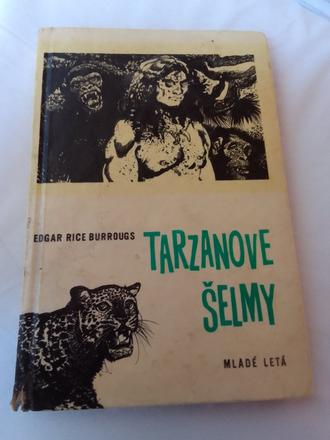 EDGAR RICE BURROUGS
TARZANOVE
ŠELMY
MLADÉ LETÁ